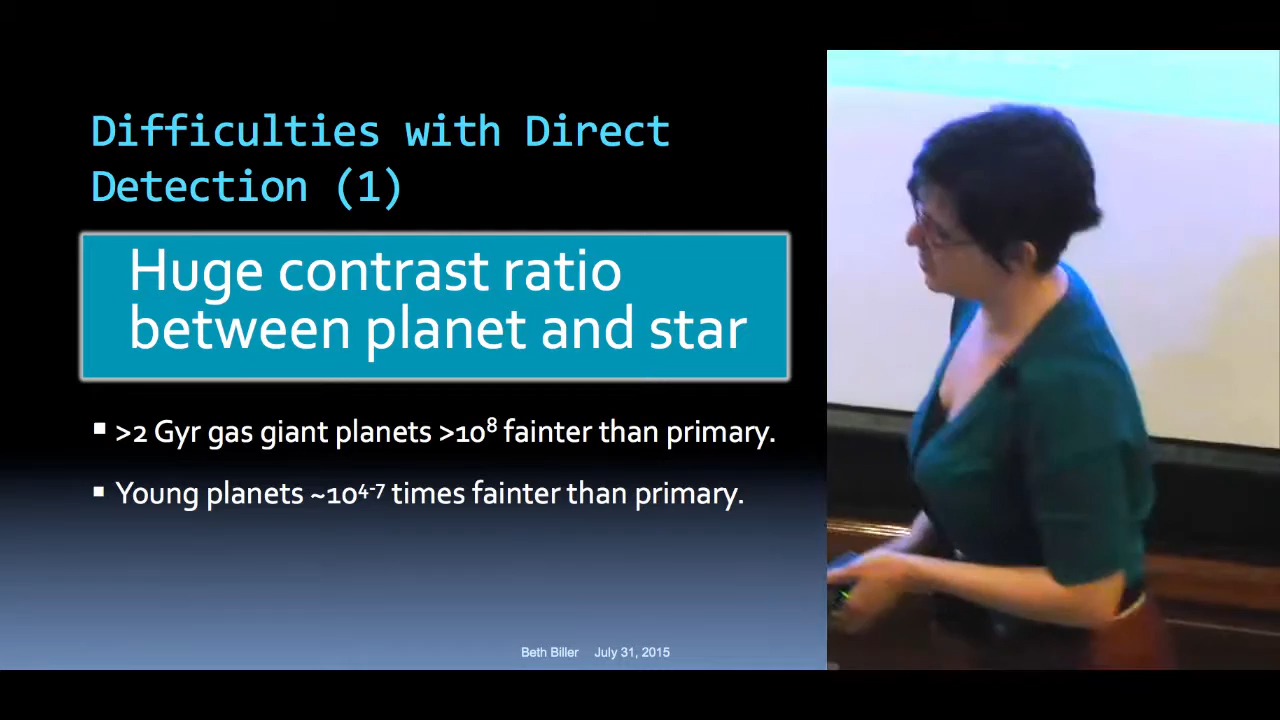 Difficulties with Direct
Detection (1)
Huge contrast ratio
between planet and star
▪ >2 Gyr gas giant planets >10⁸ fainter than primary.
▪ Young planets ~10⁴⁻⁷ times fainter than primary.
Beth Biller July 31, 2015